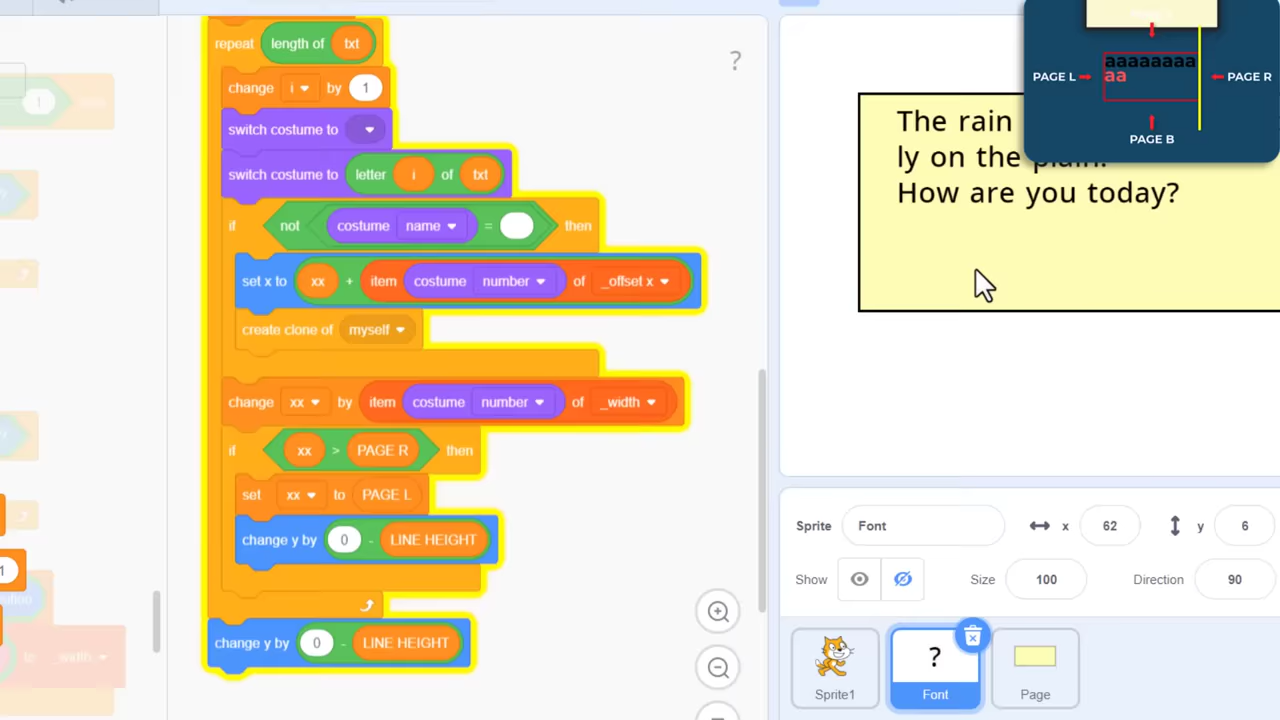 repeat length of txt
change i by 1
switch costume to
switch costume to letter i of txt
if not costume name = then
set x to xx + item costume number of _offset x
create clone of myself
change xx by item costume number of _width
if xx > PAGE R then
set xx to PAGE L
change y by 0 - LINE HEIGHT
change y by 0 - LINE HEIGHT
?
1
1
aaaaaaaa
aa
PAGE L
PAGE R
PAGE B
The rain
ly on the plain.
How are you today?
Sprite Font x 62 y 6
Show Size 100 Direction 90
?
Sprite1
Font
Page